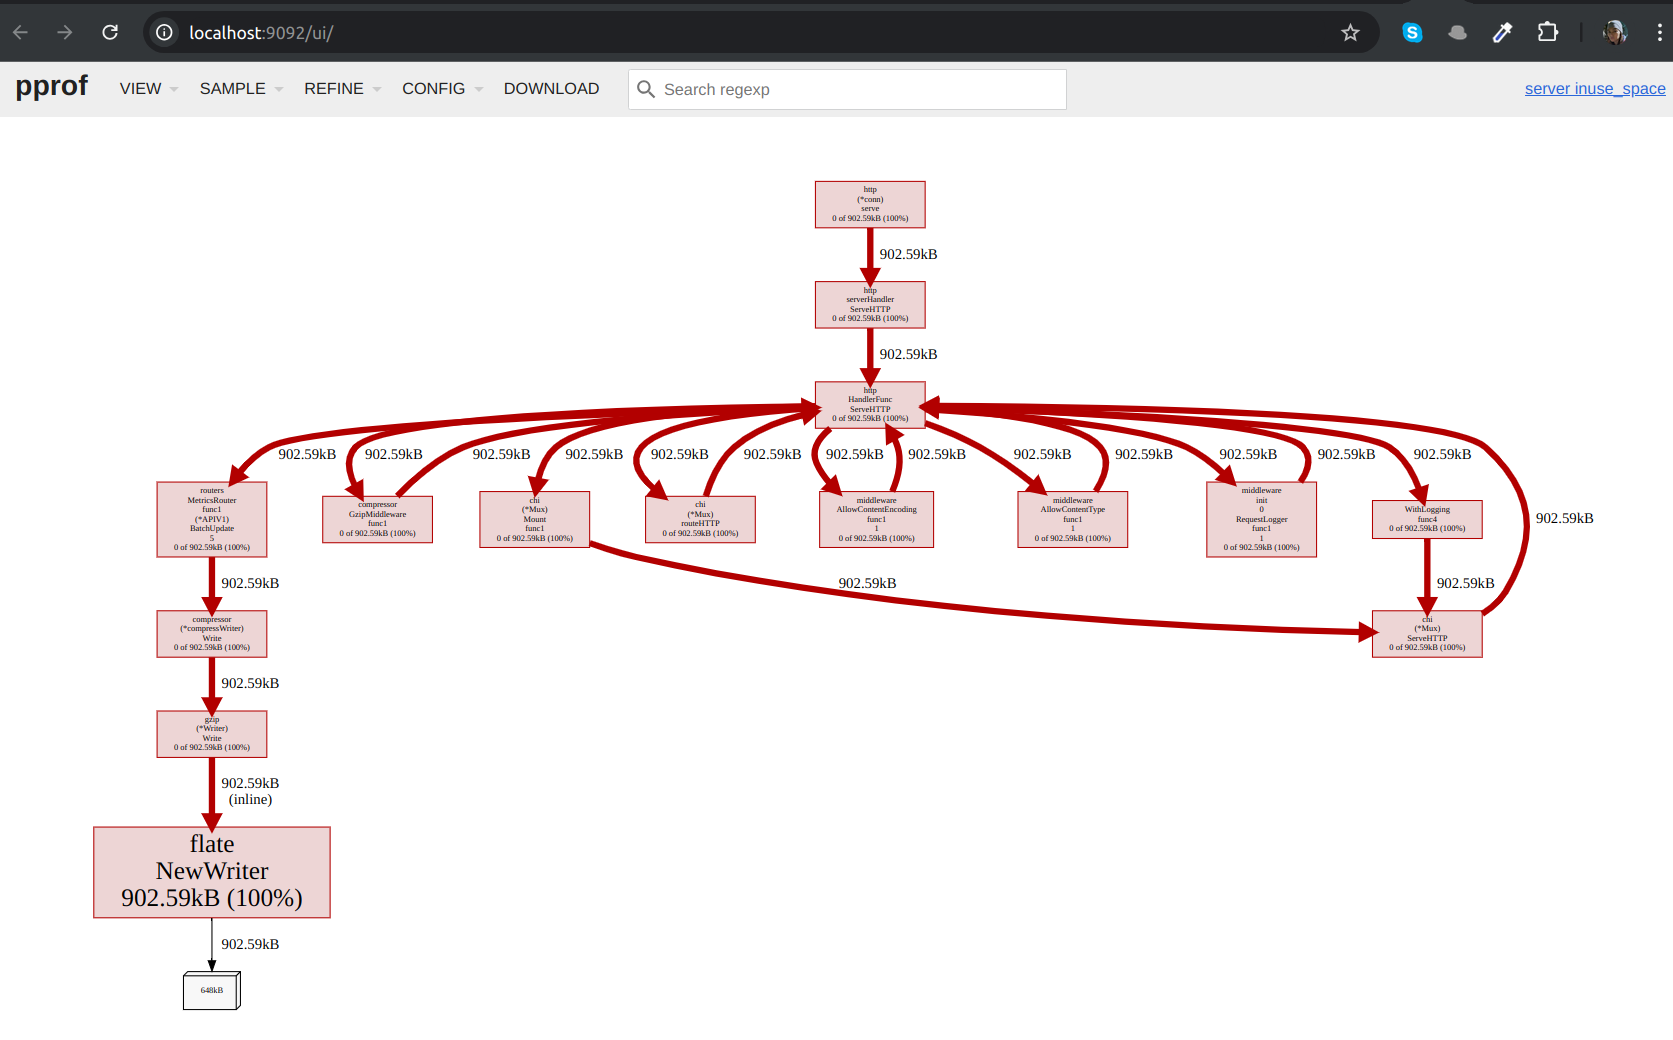 localhost:9092/ui/
pprof VIEW SAMPLE REFINE CONFIG DOWNLOAD Search regexp server inuse_space
http
(*conn)
serve
0 of 902.59kB (100%)
902.59kB
http
serverHandler
ServeHTTP
0 of 902.59kB (100%)
902.59kB
http
HandlerFunc
ServeHTTP
0 of 902.59kB (100%)
902.59kB 902.59kB 902.59kB 902.59kB 902.59kB 902.59kB 902.59kB 902.59kB 902.59kB 902.59kB 902.59kB 902.59kB 902.59kB
routers
MetricsRouter
func1
(*APIV1)
BatchUpdate
5
0 of 902.59kB (100%)
compressor
GzipMiddleware
func1
0 of 902.59kB (100%)
chi
(*Mux)
Mount
func1
0 of 902.59kB (100%)
chi
(*Mux)
routeHTTP
0 of 902.59kB (100%)
middleware
AllowContentEncoding
func1
1
0 of 902.59kB (100%)
middleware
AllowContentType
func1
1
0 of 902.59kB (100%)
middleware
init
0
RequestLogger
func1
1
0 of 902.59kB (100%)
WithLogging
func4
0 of 902.59kB (100%)
902.59kB
902.59kB
902.59kB
902.59kB
compressor
(*compressWriter)
Write
0 of 902.59kB (100%)
chi
(*Mux)
ServeHTTP
0 of 902.59kB (100%)
902.59kB
gzip
(*Writer)
Write
0 of 902.59kB (100%)
902.59kB
(inline)
flate
NewWriter
902.59kB (100%)
902.59kB
648kB